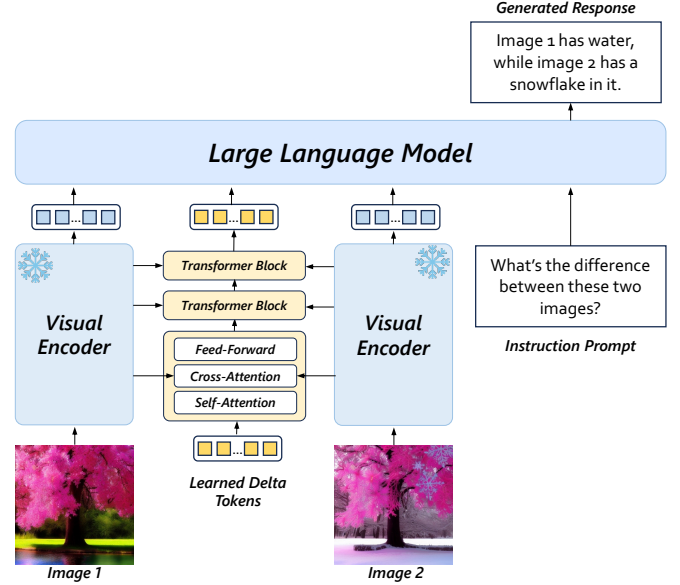 Generated Response
Image 1 has water,
while image 2 has a
snowflake in it.
Large Language Model
...
...
...
Visual
Encoder
Transformer Block
Transformer Block
Feed-Forward
Cross-Attention
Self-Attention
...
Learned Delta
Tokens
Visual
Encoder
What's the difference
between these two
images?
Instruction Prompt
Image 1
Image 2